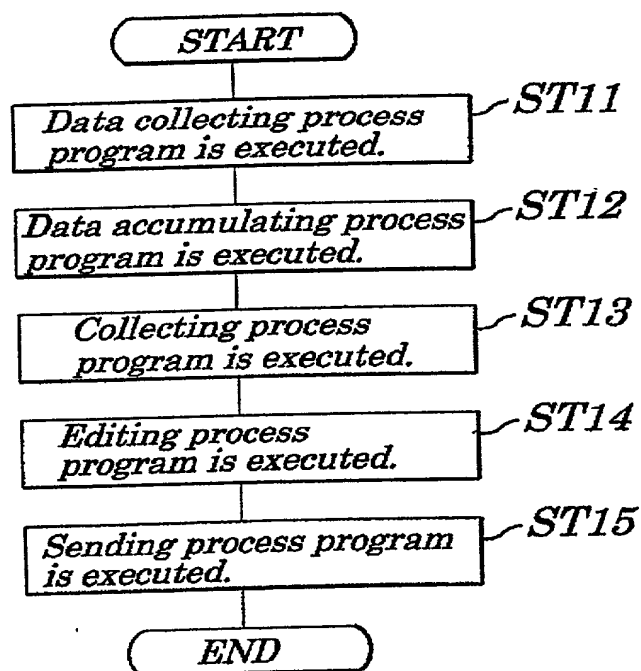 START
ST11
Data collecting process
program is executed.
ST12
Data accumulating process
program is executed.
ST13
Collecting process
program is executed.
ST14
Editing process
program is executed.
ST15
Sending process program
is executed.
END